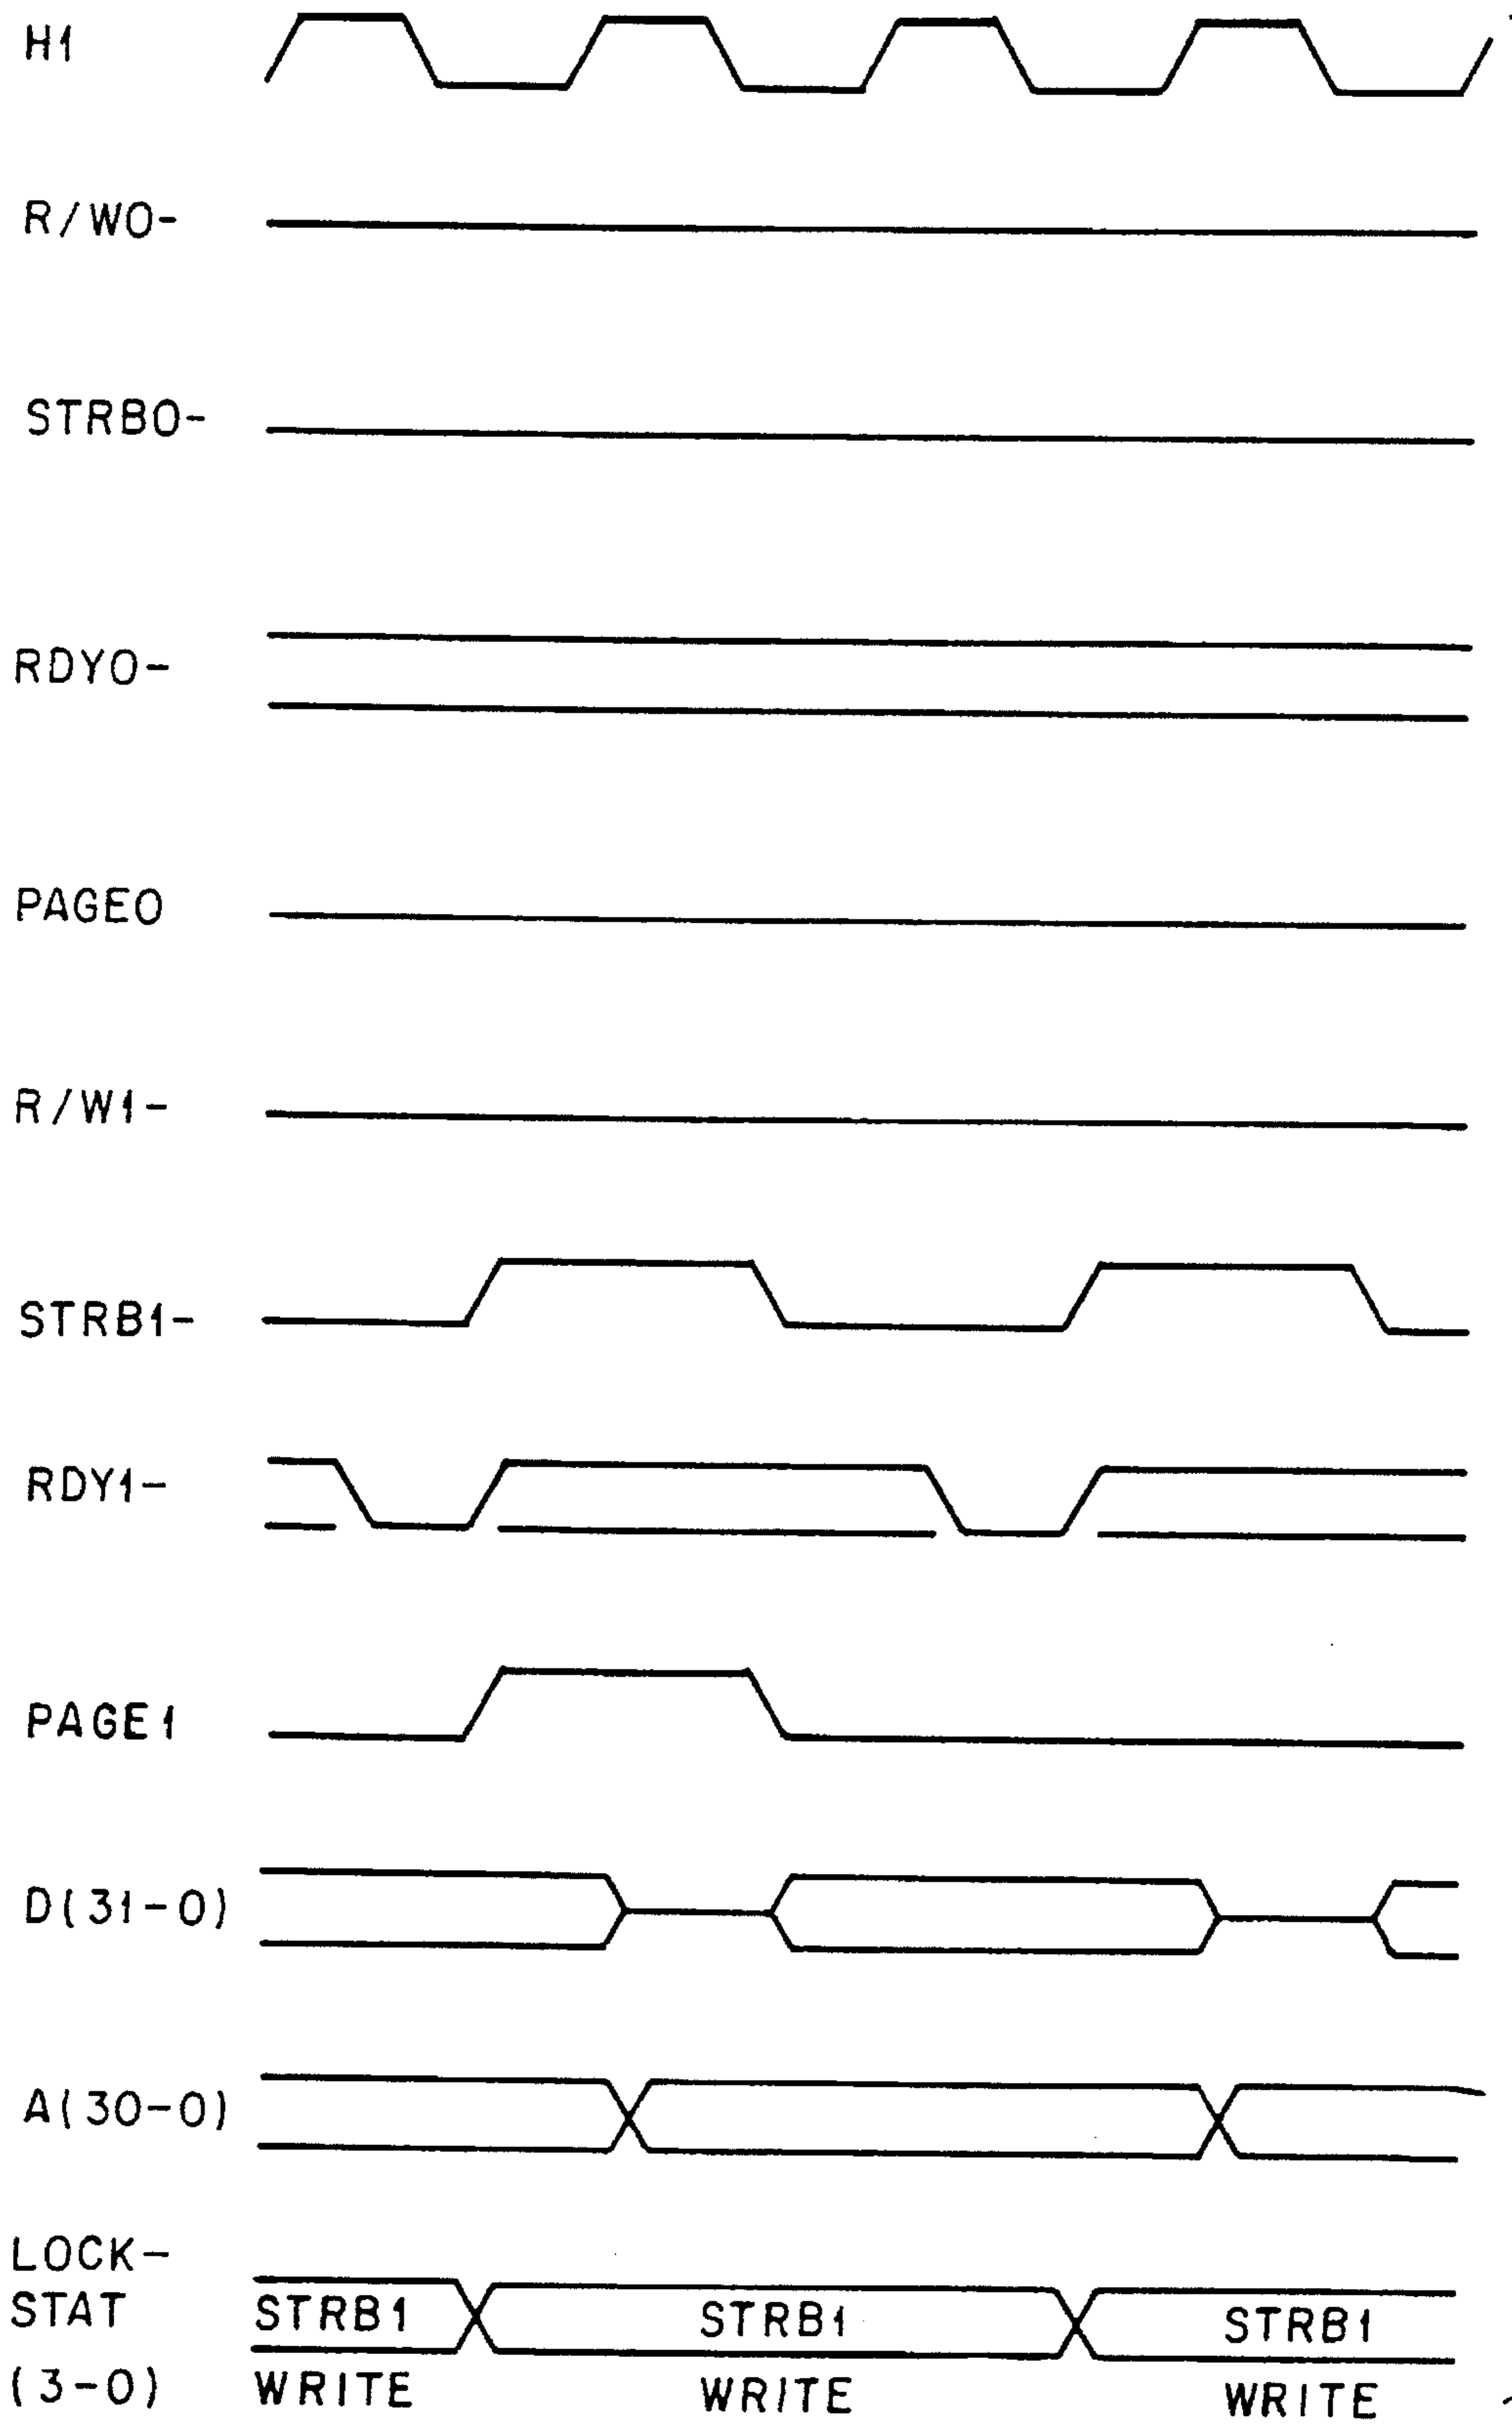 H1
R/W0-
STRB0-
RDY0-
PAGE0
R/W1-
STRB1-
RDY1-
PAGE1
D(31-0)
A(30-0)
LOCK-
STAT STRB1 STRB1 STRB1
(3-0) WRITE WRITE WRITE